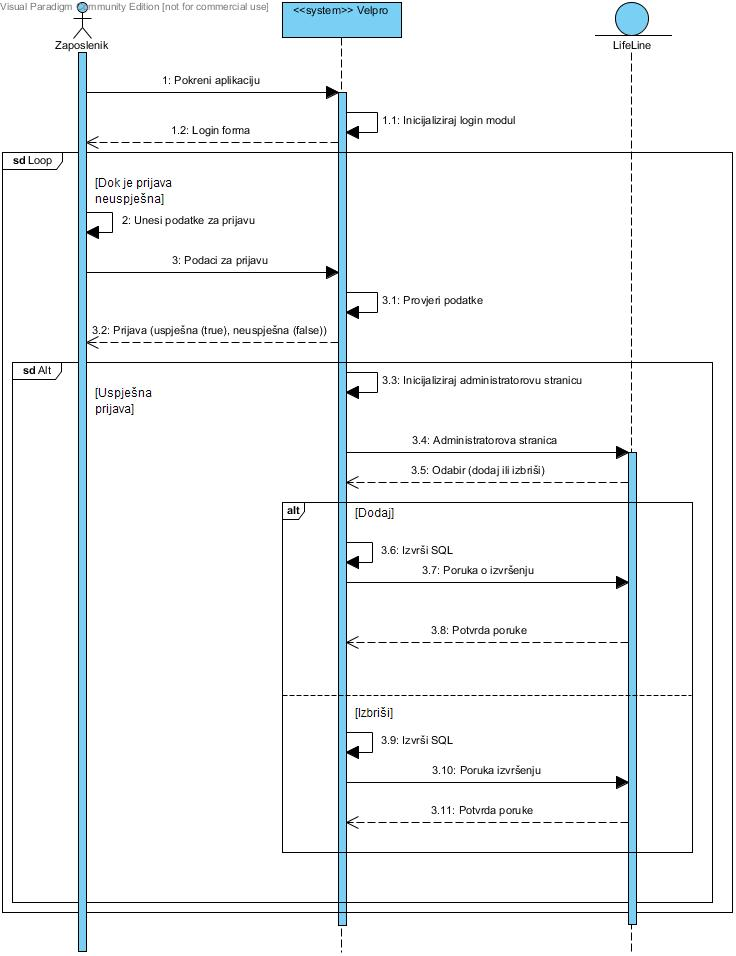 Visual Paradigm Community Edition [not for commercial use]
<<system>> Velpro
Zaposlenik
LifeLine
1: Pokreni aplikaciju
1.1: Inicijaliziraj login modul
1.2: Login forma
sd Loop
[Dok je prijava
neuspješna]
2: Unesi podatke za prijavu
3: Podaci za prijavu
3.1: Provjeri podatke
3.2: Prijava (uspješna (true), neuspješna (false))
sd Alt
3.3: Inicijaliziraj administratorovu stranicu
[Uspješna
prijava]
3.4: Administratorova stranica
3.5: Odabir (dodaj ili izbriši)
alt
[Dodaj]
3.6: Izvrši SQL
3.7: Poruka o izvršenju
3.8: Potvrda poruke
[Izbriši]
3.9: Izvrši SQL
3.10: Poruka izvršenju
3.11: Potvrda poruke